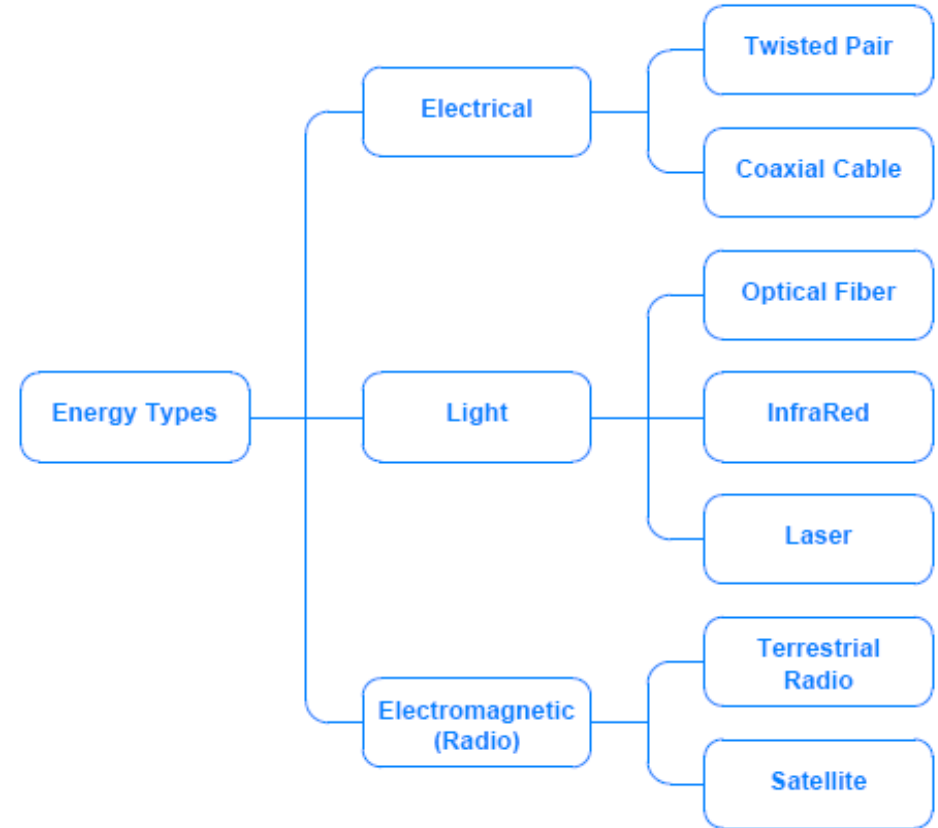 Twisted Pair
Electrical
Coaxial Cable
Optical Fiber
Energy Types
Light
InfraRed
Laser
Terrestrial
Radio
Electromagnetic
(Radio)
Satellite